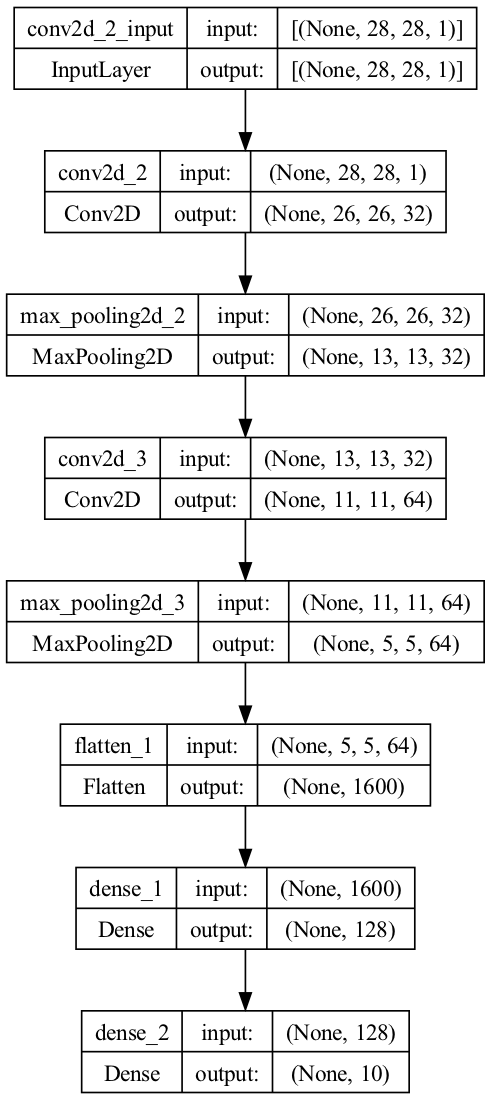 conv2d_2_input input: [(None, 28, 28, 1)]
InputLayer output: [(None, 28, 28, 1)]
conv2d_2 input: (None, 28, 28, 1)
Conv2D output: (None, 26, 26, 32)
max_pooling2d_2 input: (None, 26, 26, 32)
MaxPooling2D output: (None, 13, 13, 32)
conv2d_3 input: (None, 13, 13, 32)
Conv2D output: (None, 11, 11, 64)
max_pooling2d_3 input: (None, 11, 11, 64)
MaxPooling2D output: (None, 5, 5, 64)
flatten_1 input: (None, 5, 5, 64)
Flatten output: (None, 1600)
dense_1 input: (None, 1600)
Dense output: (None, 128)
dense_2 input: (None, 128)
Dense output: (None, 10)